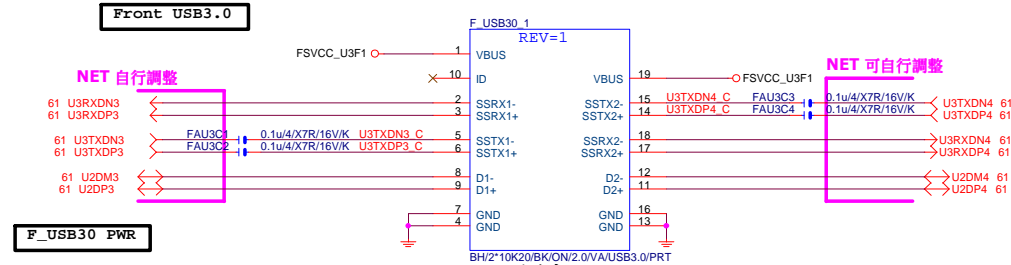 Front USB3.0
F_USB30_1
REV=1
FSVCC_U3F1
1
VBUS
10
ID
VBUS
19
FSVCC_U3F1
NET 自行調整
NET 可自行調整
61 U3RXDN3
2
SSRX1-
61 U3RXDP3
3
SSRX1+
SSTX2-
15
U3TXDN4_C
FAU3C3
0.1u/4/X7R/16V/K
U3TXDN4 61
SSTX2+
14
U3TXDP4_C
FAU3C4
0.1u/4/X7R/16V/K
U3TXDP4 61
61 U3TXDN3
FAU3C1
0.1u/4/X7R/16V/K
U3TXDN3_C
5
SSTX1-
61 U3TXDP3
FAU3C2
0.1u/4/X7R/16V/K
U3TXDP3_C
6
SSTX1+
SSRX2-
18
U3RXDN4 61
SSRX2+
17
U3RXDP4 61
61 U2DM3
8
D1-
61 U2DP3
9
D1+
D2-
12
U2DM4 61
D2+
11
U2DP4 61
7
GND
4
GND
GND
16
GND
13
F_USB30 PWR
BH/2*10K20/BK/ON/2.0/VA/USB3.0/PRT